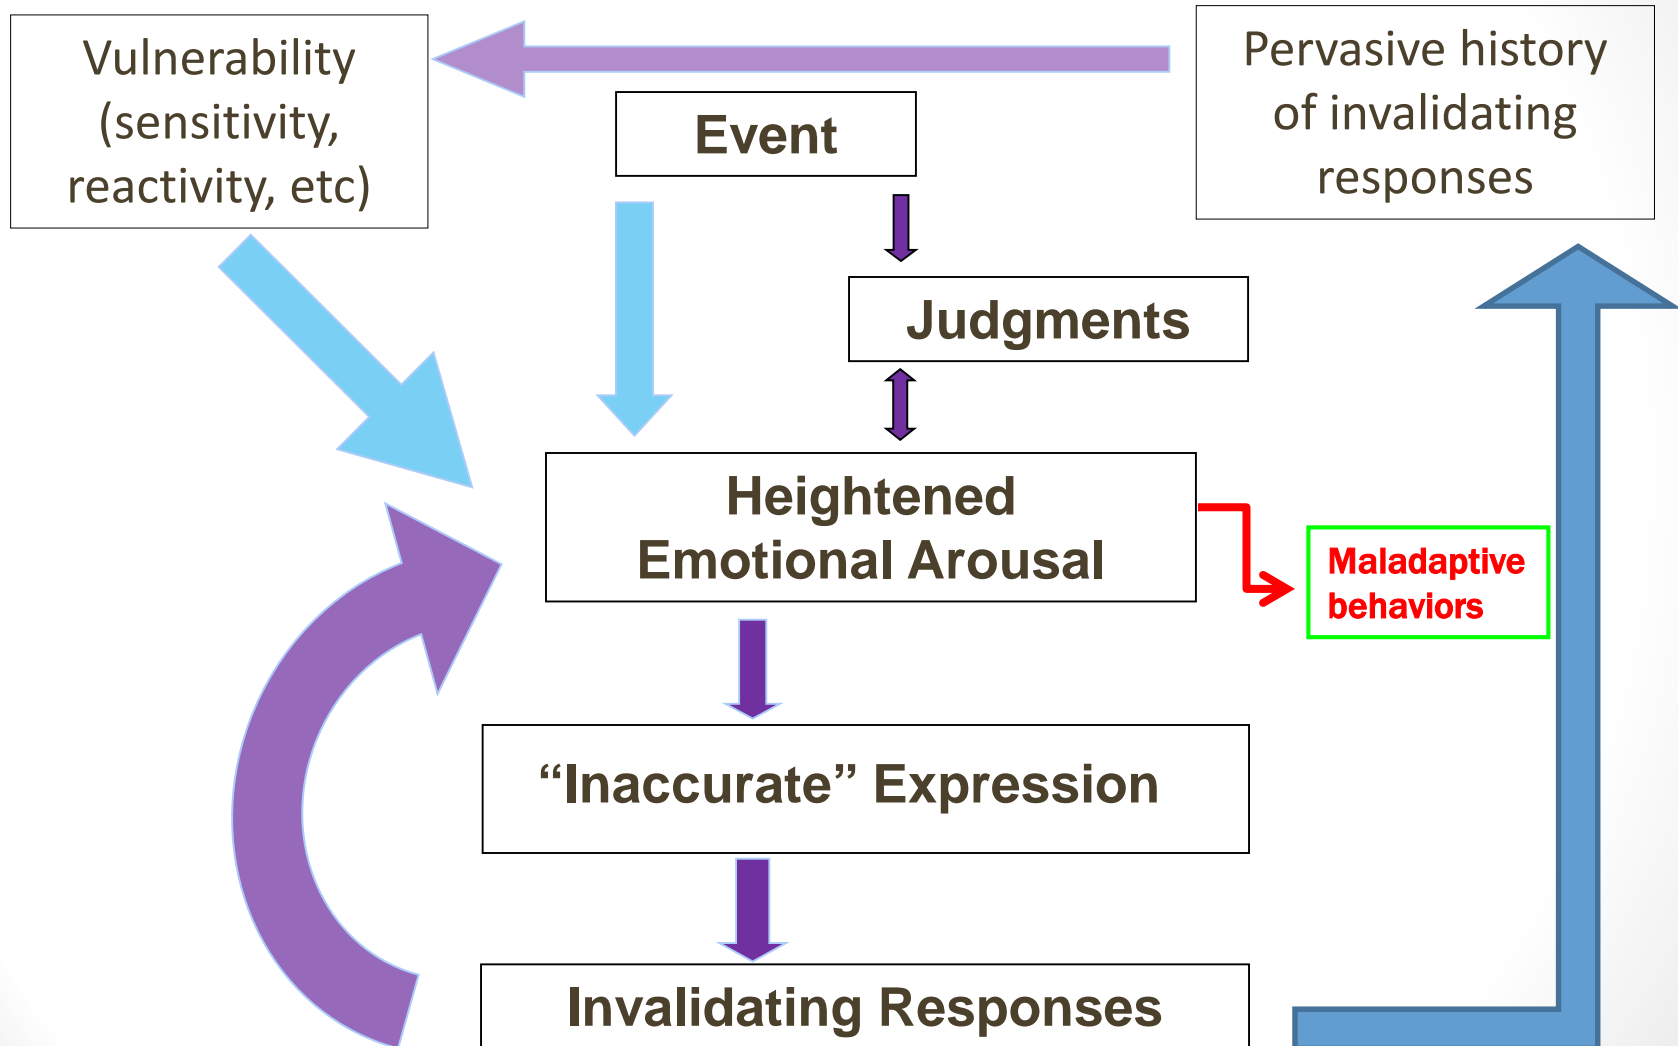 Vulnerability
(sensitivity,
reactivity, etc)
Event
Pervasive history
of invalidating
responses
Judgments
Heightened
Emotional Arousal
Maladaptive
behaviors
“Inaccurate” Expression
Invalidating Responses